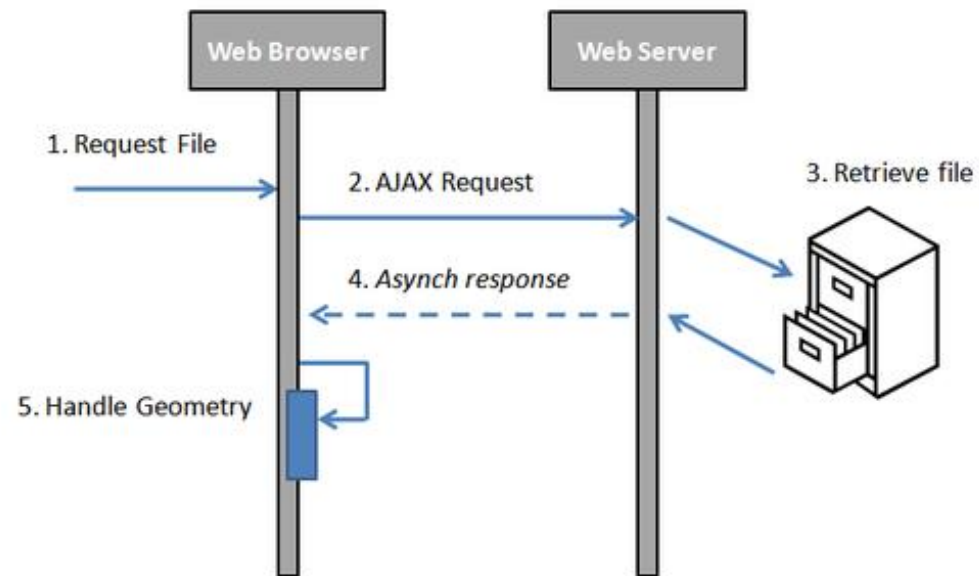 Web Browser
Web Server
1. Request File
2. AJAX Request
3. Retrieve file
4. Asynch response
5. Handle Geometry